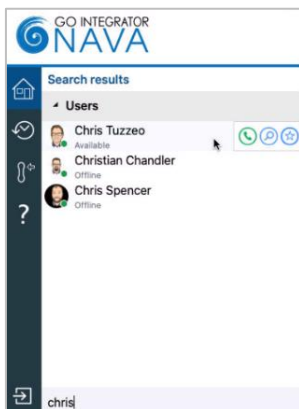 GO INTEGRATOR
NAVA
Search results
Users
Chris Tuzzeo
Available
Christian Chandler
Offline
Chris Spencer
Offline
?
chris